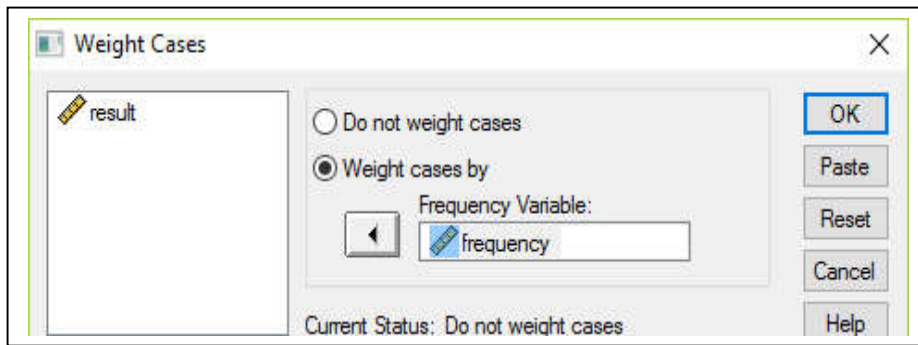 Weight Cases
result
Do not weight cases
Weight cases by
Frequency Variable:
frequency
Current Status: Do not weight cases
OK
Paste
Reset
Cancel
Help